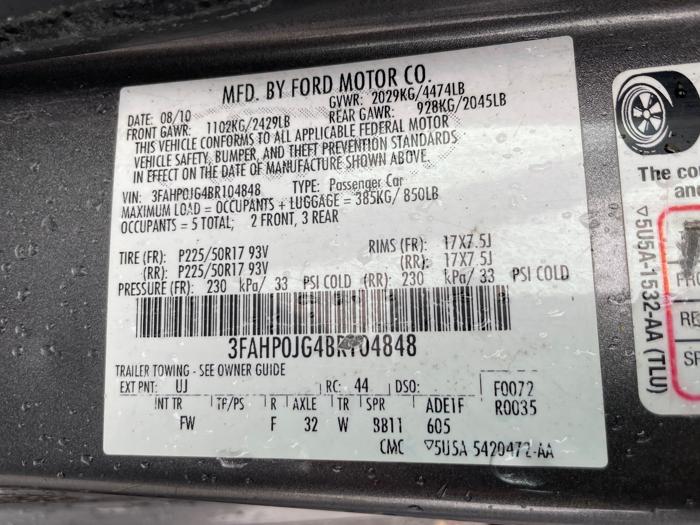 MFD. BY FORD MOTOR CO.
DATE: 08/10 GVWR: 2029KG/4474LB
FRONT GAWR: 1102KG/2429LB REAR GAWR: 928KG/2045LB
THIS VEHICLE CONFORMS TO ALL APPLICABLE FEDERAL MOTOR
VEHICLE SAFETY, BUMPER, AND THEFT PREVENTION STANDARDS
IN EFFECT ON THE DATE OF MANUFACTURE SHOWN ABOVE.
VIN: 3FAHP0JG4BR104848 TYPE: Passenger Car
MAXIMUM LOAD = OCCUPANTS + LUGGAGE = 385KG/ 850LB
OCCUPANTS = 5 TOTAL; 2 FRONT, 3 REAR
TIRE (FR): P225/50R17 93V RIMS (FR): 17X7.5J
(RR): P225/50R17 93V (RR): 17X7.5J
PRESSURE (FR): 230 kPa/ 33 PSI COLD (RR): 230 kPa/ 33 PSI COLD
3FAHP0JG4BR104848
TRAILER TOWING - SEE OWNER GUIDE
EXT PNT: UJ RC: 44 DSO: F0072
INT TR TP/PS R AXLE TR SPR ADE1F R0035
FW F 32 W BB11 605
CMC ▽5U5A 5420472-AA
The co
an
▽5U5A-1532-AA (TLU)
RE
SP